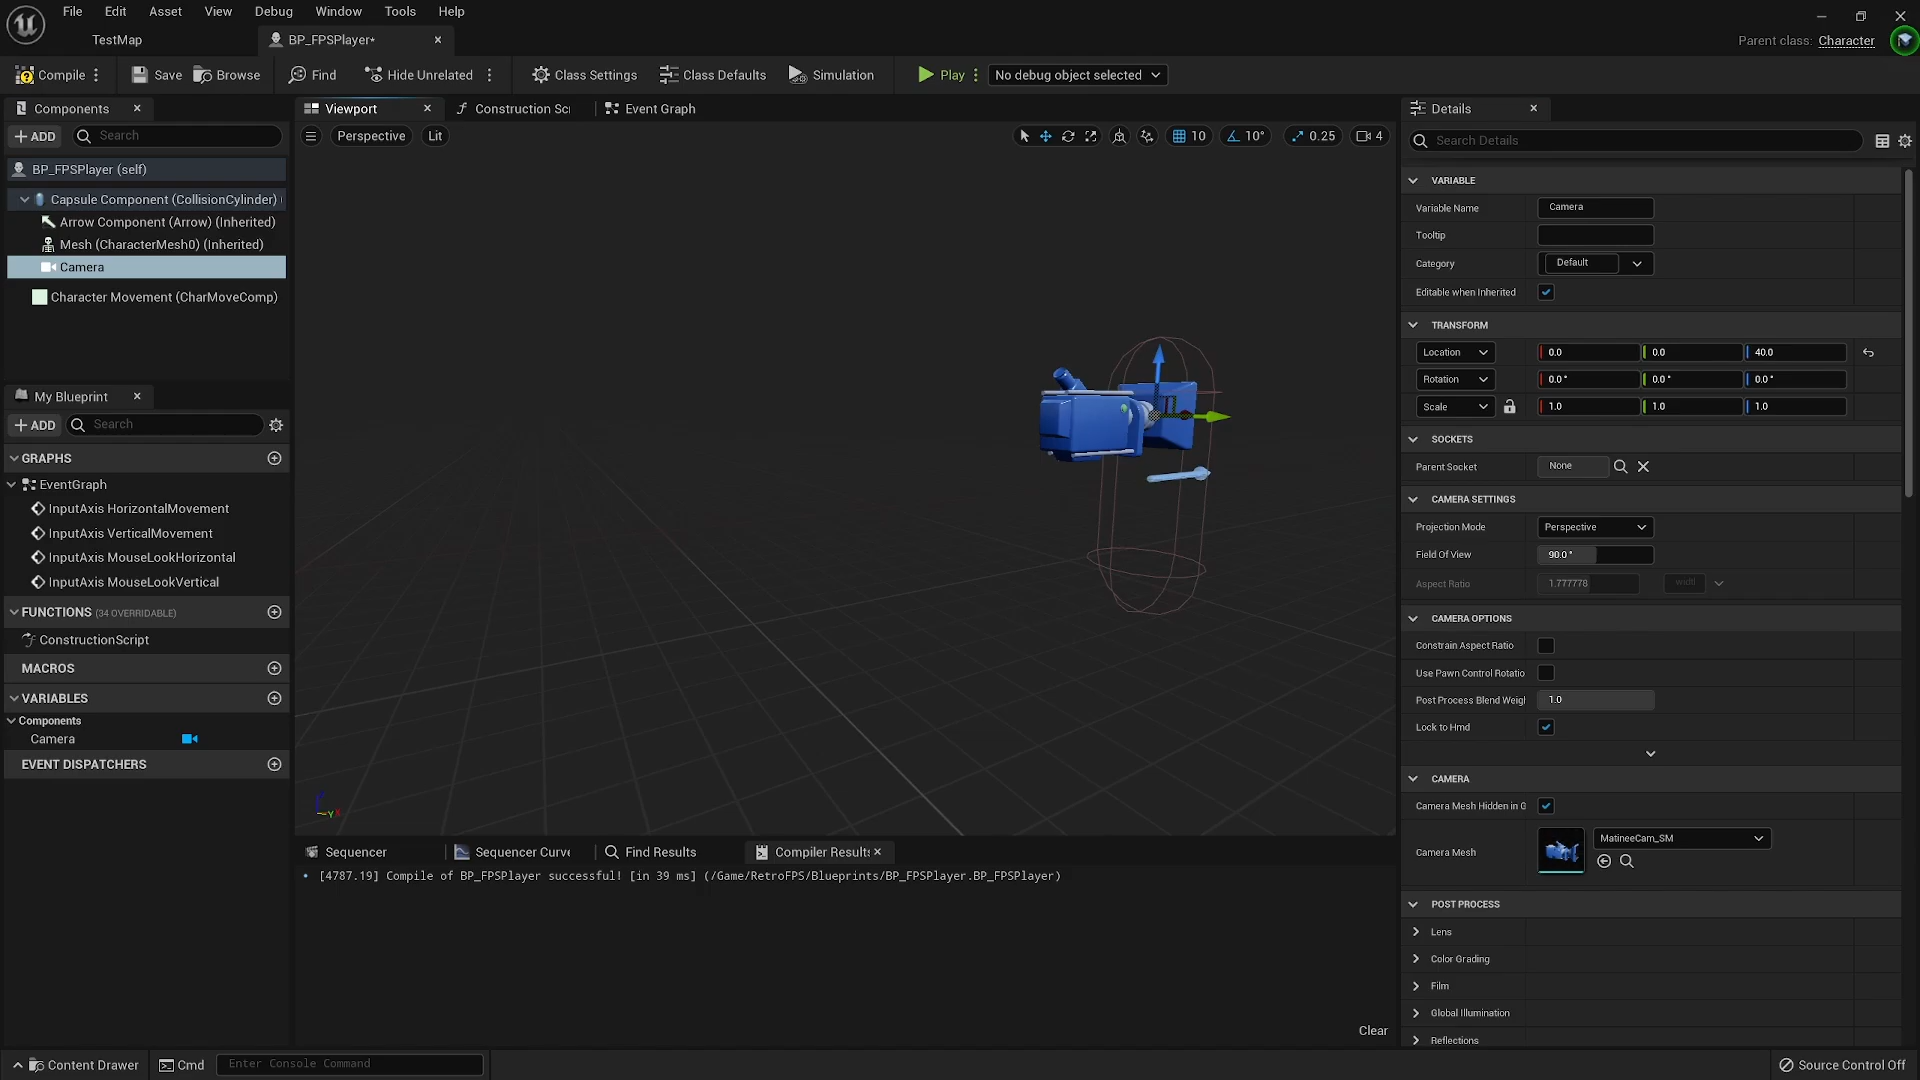 File Edit Asset View Debug Window Tools Help
TestMap BP_FPSPlayer* Parent class: Character
Compile Save Browse Find Hide Unrelated Class Settings Class Defaults Simulation Play No debug object selected
Components
ADD Search
BP_FPSPlayer (self)
Capsule Component (CollisionCylinder)
Arrow Component (Arrow) (Inherited)
Mesh (CharacterMesh0) (Inherited)
Camera
Character Movement (CharMoveComp)
My Blueprint
ADD Search
GRAPHS
EventGraph
InputAxis HorizontalMovement
InputAxis VerticalMovement
InputAxis MouseLookHorizontal
InputAxis MouseLookVertical
FUNCTIONS (34 OVERRIDABLE)
ConstructionScript
MACROS
VARIABLES
Components
Camera
EVENT DISPATCHERS
Viewport Construction Sc Event Graph
Perspective Lit 10 10° 0.25 4
Y X
Sequencer Sequencer Curve Find Results Compiler Results
[4787.19] Compile of BP_FPSPlayer successful! [in 39 ms] (/Game/RetroFPS/Blueprints/BP_FPSPlayer.BP_FPSPlayer)
Clear
Details
Search Details
VARIABLE
Variable Name Camera
Tooltip
Category Default
Editable when Inherited
TRANSFORM
Location 0.0 0.0 40.0
Rotation 0.0° 0.0° 0.0°
Scale 1.0 1.0 1.0
SOCKETS
Parent Socket None
CAMERA SETTINGS
Projection Mode Perspective
Field Of View 90.0°
Aspect Ratio 1.777778 width
CAMERA OPTIONS
Constrain Aspect Ratio
Use Pawn Control Rotatio
Post Process Blend Weigl 1.0
Lock to Hmd
CAMERA
Camera Mesh Hidden in G
Camera Mesh MatineeCam_SM
POST PROCESS
Lens
Color Grading
Film
Global Illumination
Reflections
Content Drawer Cmd Enter Console Command Source Control Off